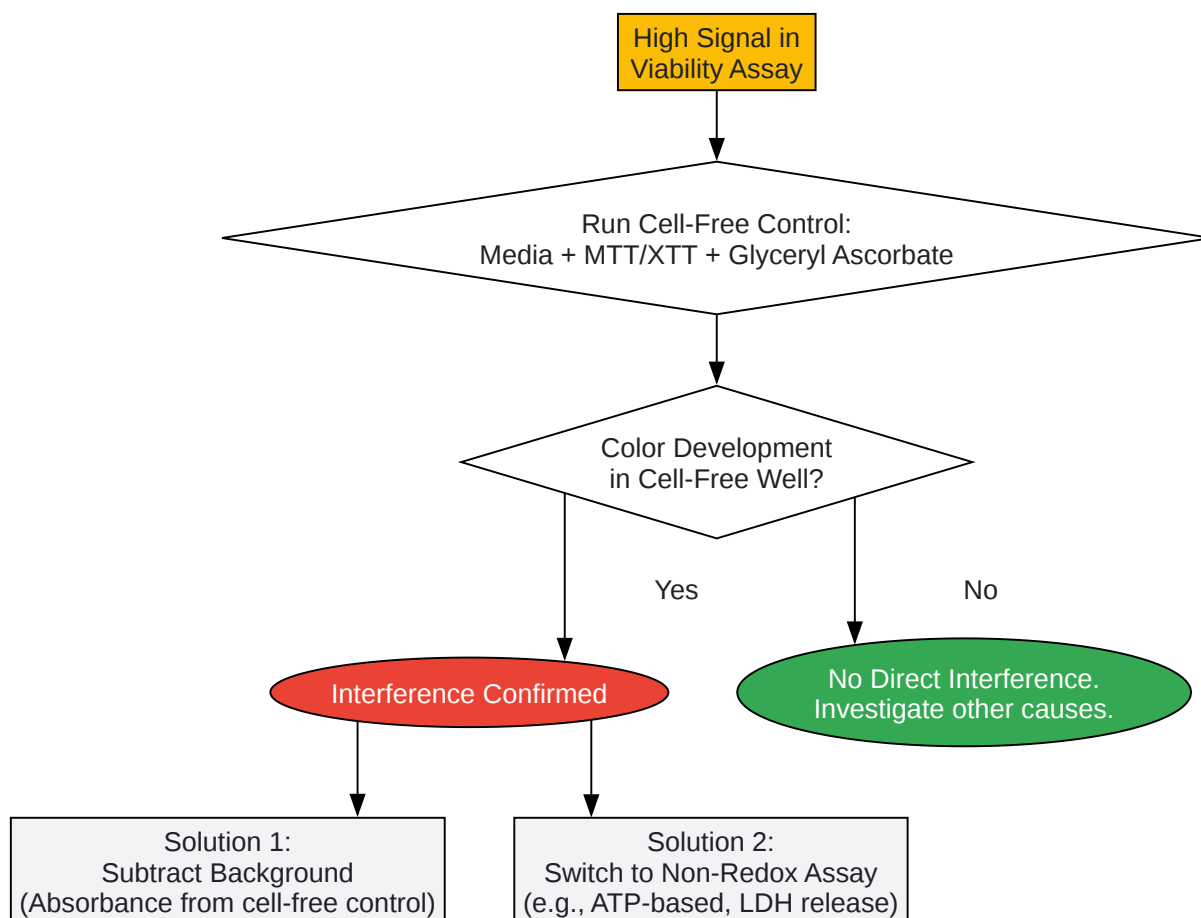 High Signal in
Viability Assay
Run Cell-Free Control:
Media + MTT/XTT + Glyceryl Ascorbate
Color Development
in Cell-Free Well?
Yes
No
Interference Confirmed
No Direct Interference.
Investigate other causes.
Solution 1:
Subtract Background
(Absorbance from cell-free control)
Solution 2:
Switch to Non-Redox Assay
(e.g., ATP-based, LDH release)